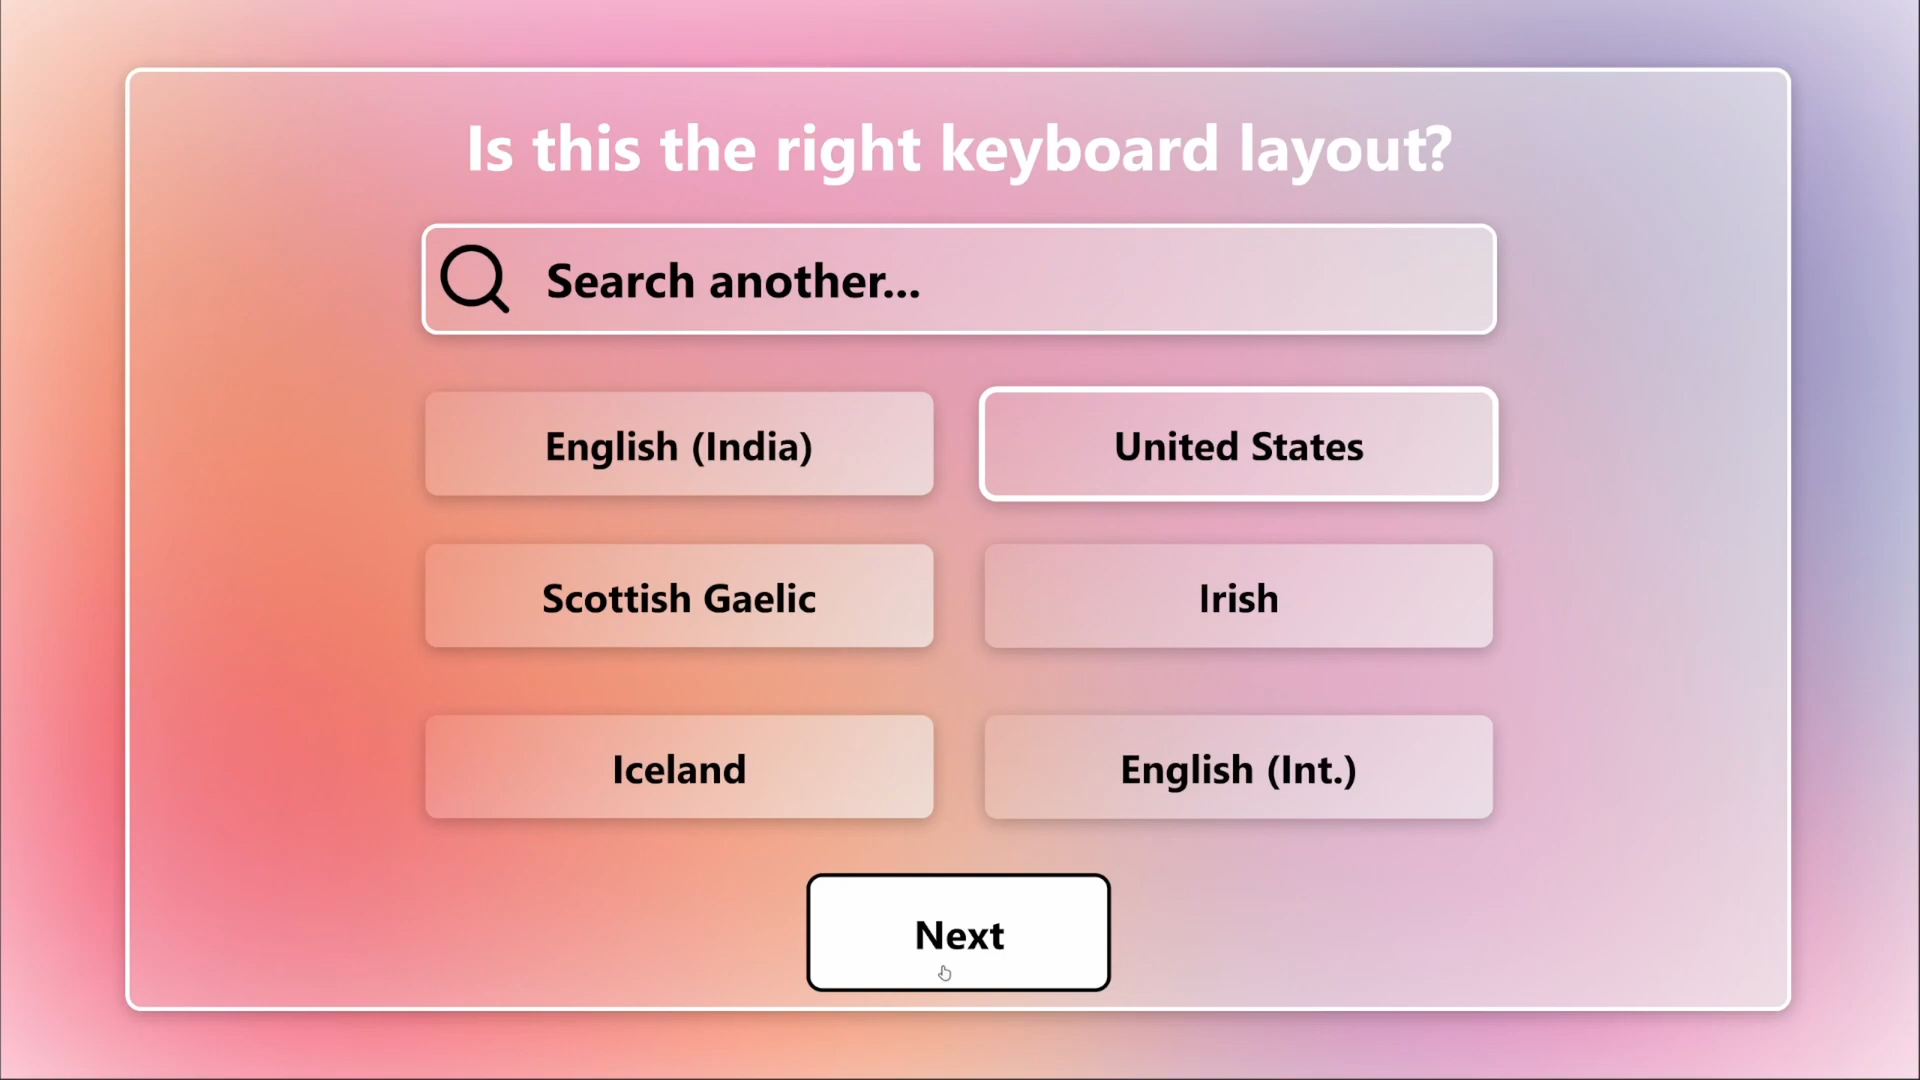 Is this the right keyboard layout?
Search another...
English (India)
United States
Scottish Gaelic
Irish
Iceland
English (Int.)
Next